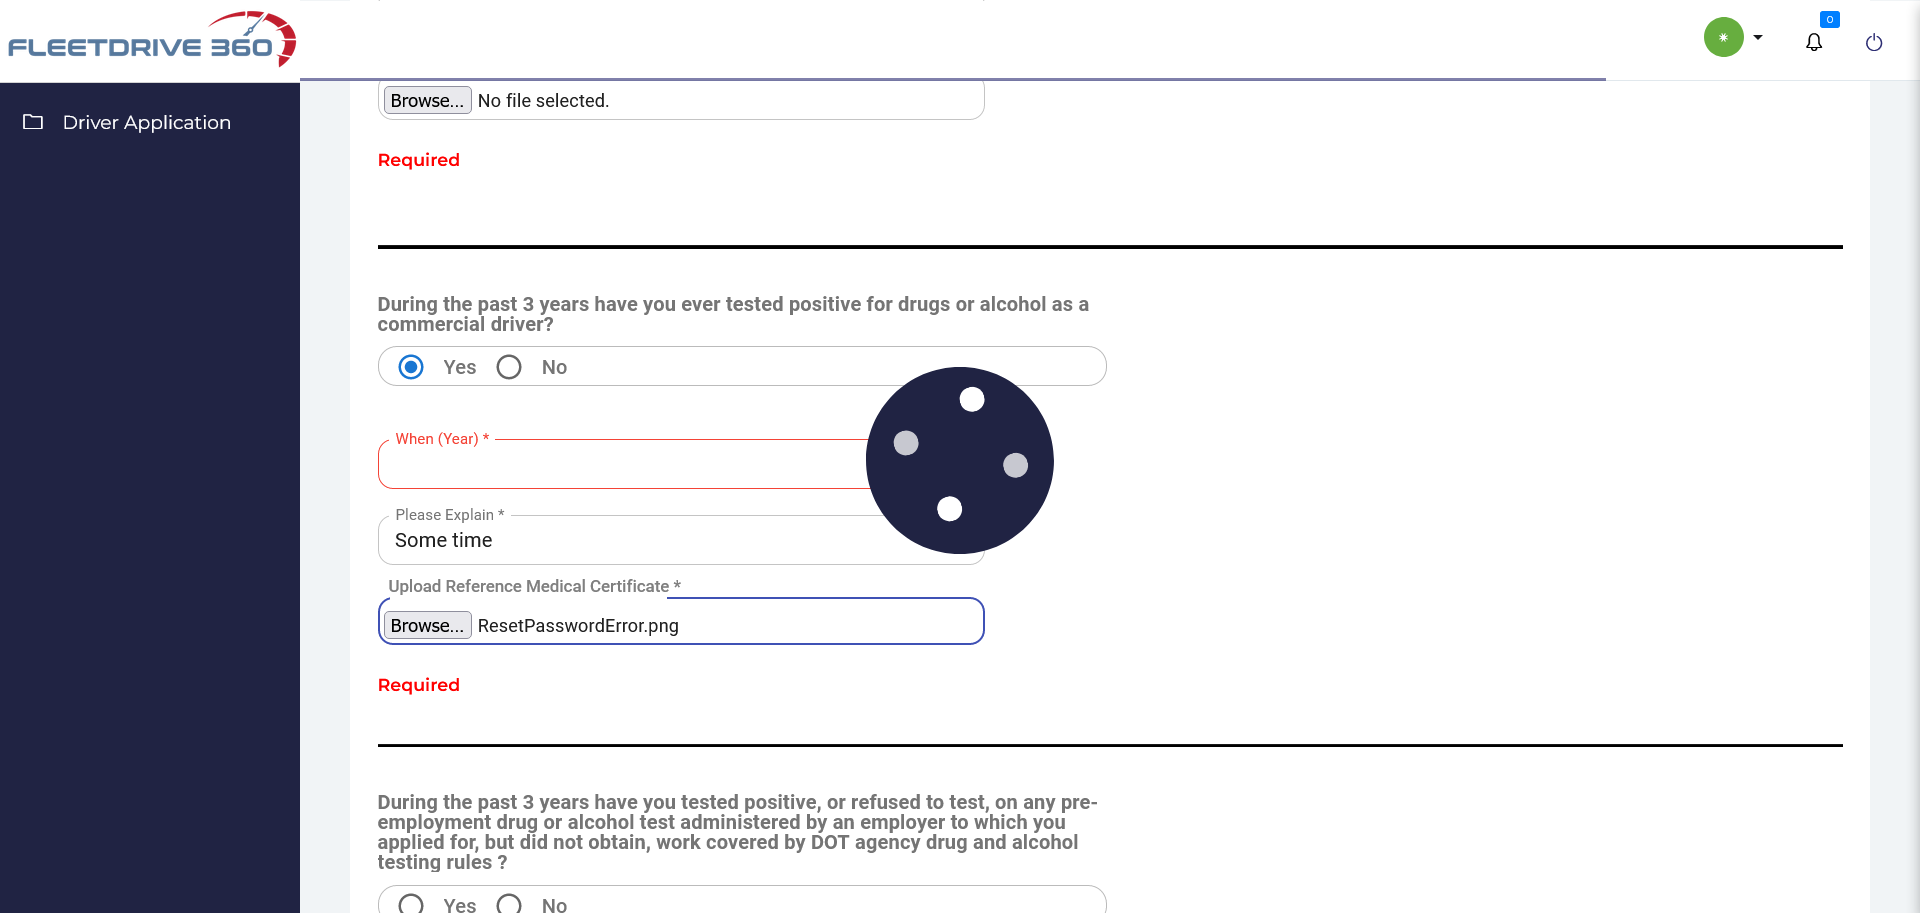 FLEETDRIVE 360
0
Driver Application
Browse... No file selected.
Required
During the past 3 years have you ever tested positive for drugs or alcohol as a
commercial driver?
Yes No
When (Year) *
Please Explain *
Some time
Upload Reference Medical Certificate *
Browse... ResetPasswordError.png
Required
During the past 3 years have you tested positive, or refused to test, on any pre-
employment drug or alcohol test administered by an employer to which you
applied for, but did not obtain, work covered by DOT agency drug and alcohol
testing rules ?
Yes No